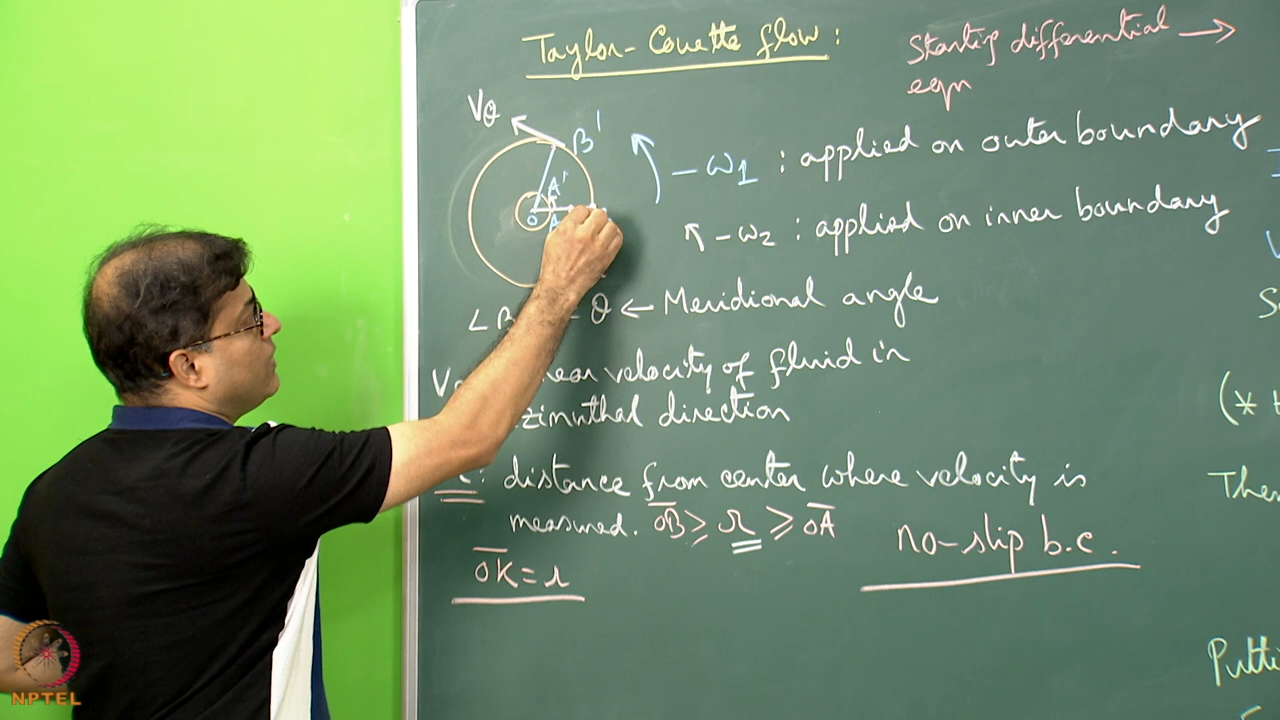 Taylor-Couette flow :
Starting differential →
eqn
Vθ
B'
A'
O A
- ω1 : applied on outer boundary
- ω2 : applied on inner boundary
θ ← Meridional angle
velocity of fluid in
direction
: distance from center where velocity is
measured. OB ≥ r ≥ OA
no-slip b.c.
OK = r
(*
Putti
NPTEL